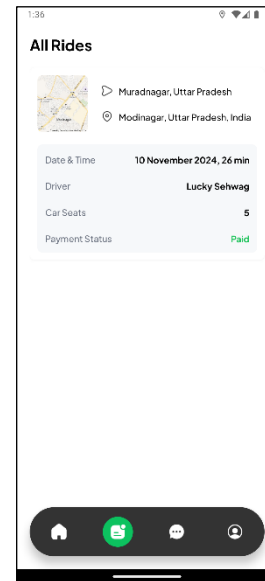 1:36
All Rides
Muradnagar, Uttar Pradesh
Modinagar, Uttar Pradesh, India
Date & Time 10 November 2024, 26 min
Driver Lucky Sehwag
Car Seats 5
Payment Status Paid